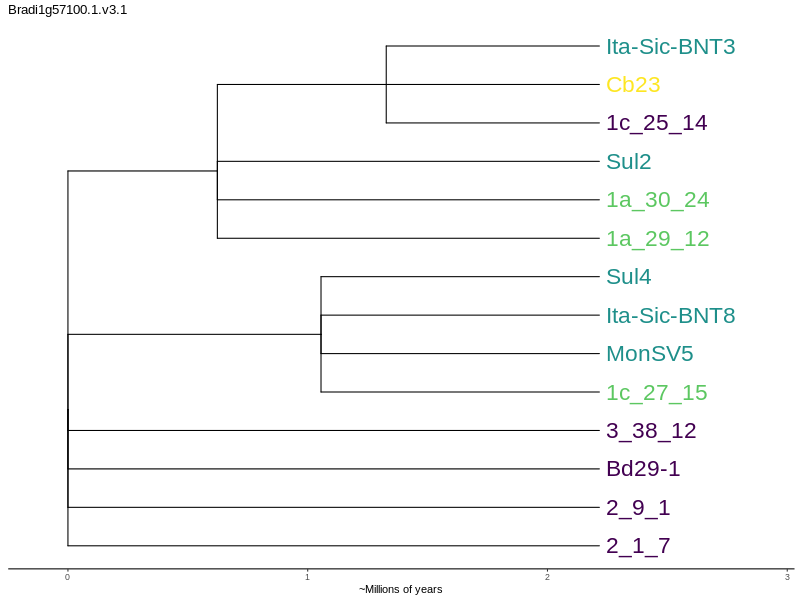 Bradi1g57100.1.v3.1
Ita-Sic-BNT3
Cb23
1c_25_14
Sul2
1a_30_24
1a_29_12
Sul4
Ita-Sic-BNT8
MonSV5
1c_27_15
3_38_12
Bd29-1
2_9_1
2_1_7
0 1 2 3
~Millions of years